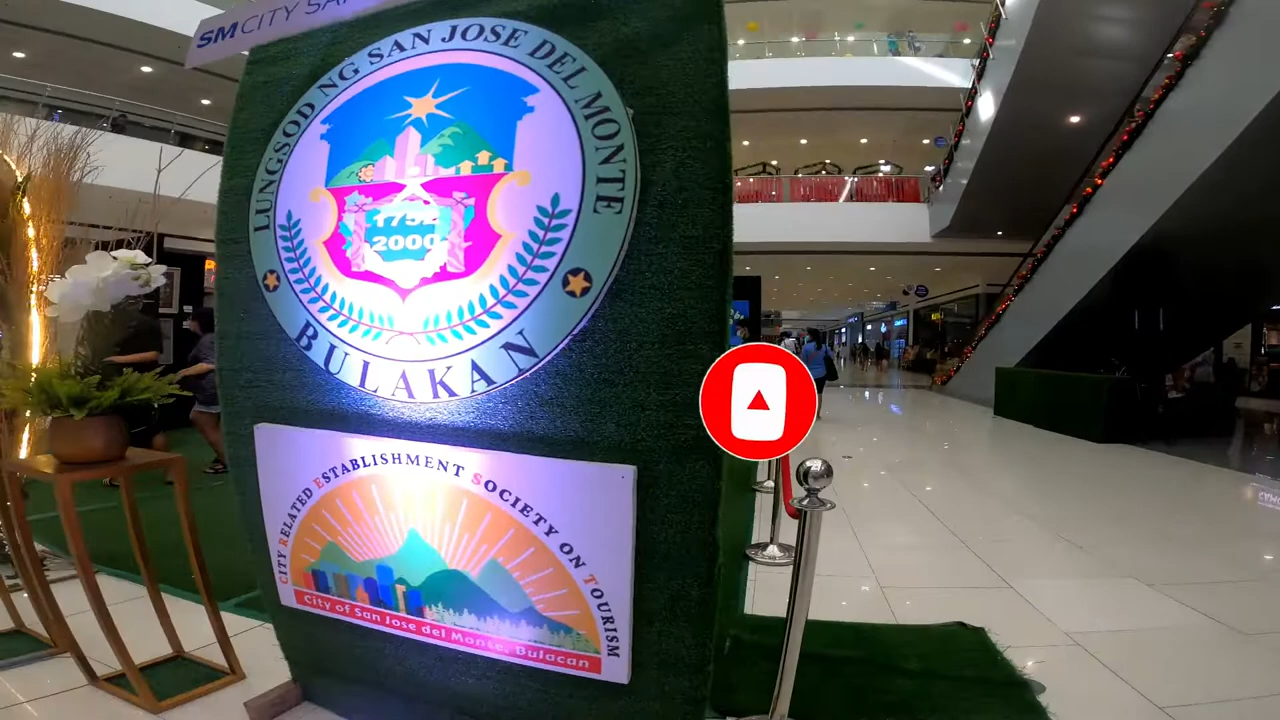 SM CITY SA
LUNGSOD NG SAN JOSE DEL MONTE
1752
2000
BULAKAN
CITY RELATED ESTABLISHMENT SOCIETY ON TOURISM
City of San Jose del Monte, Bulacan